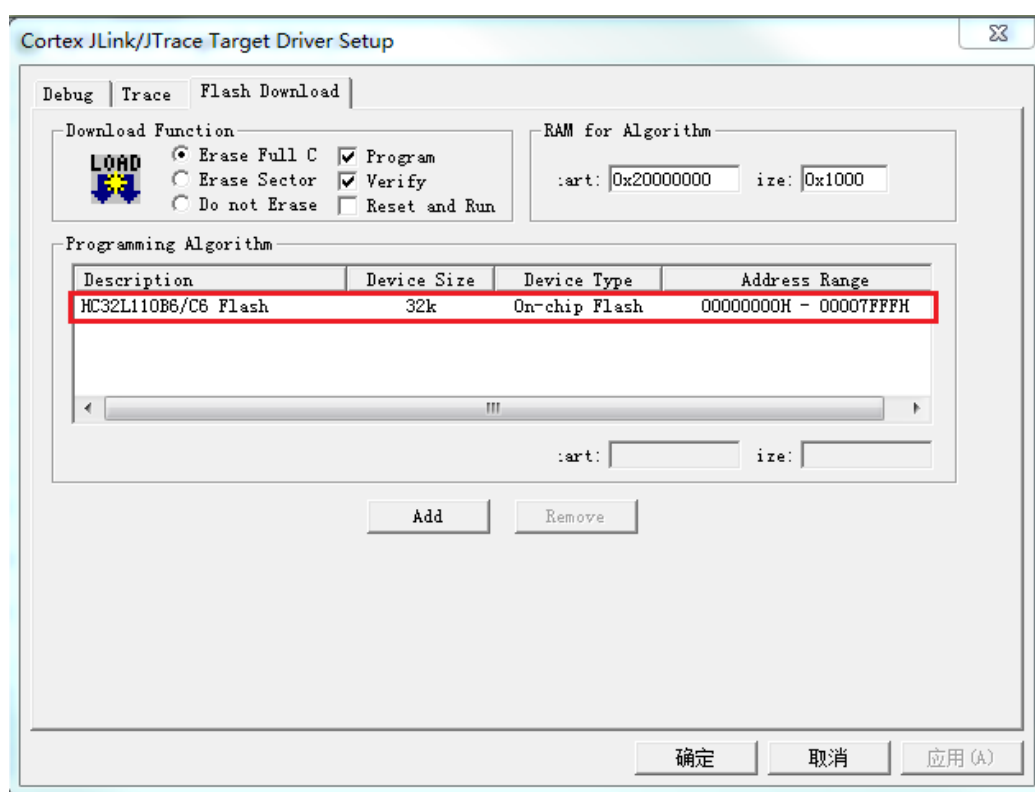 Cortex JLink/JTrace Target Driver Setup
Debug Trace Flash Download
Download Function
LOAD
Erase Full C
Program
Erase Sector
Verify
Do not Erase
Reset and Run
RAM for Algorithm
:art: 0x20000000 ize: 0x1000
Programming Algorithm
Description Device Size Device Type Address Range
HC32L110B6/C6 Flash 32k On-chip Flash 00000000H - 00007FFFH
:art: ize:
Add Remove
确定 取消 应用(A)